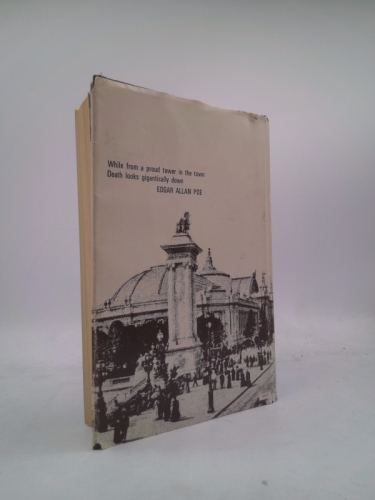 While from a proud tower in the town
Death looks gigantically down
EDGAR ALLAN POE